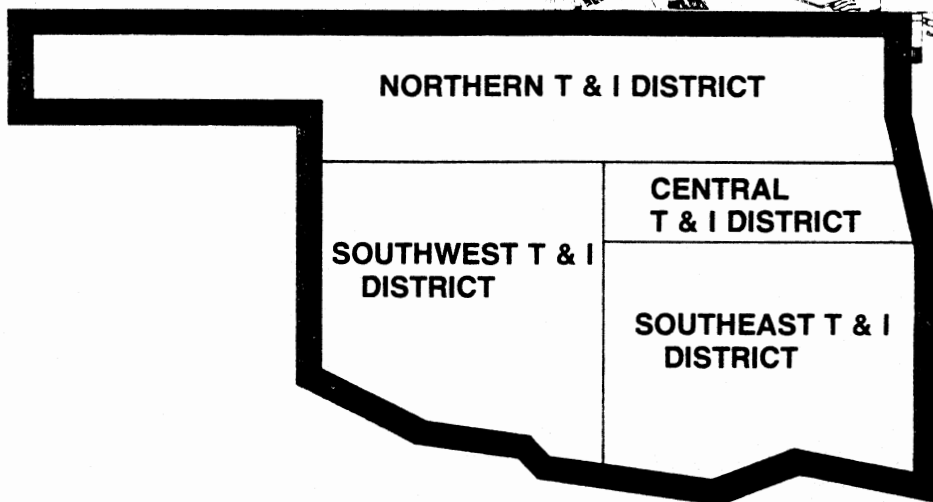 NORTHERN T & I DISTRICT
CENTRAL
T & I DISTRICT
SOUTHWEST T & I
DISTRICT
SOUTHEAST T & I
DISTRICT